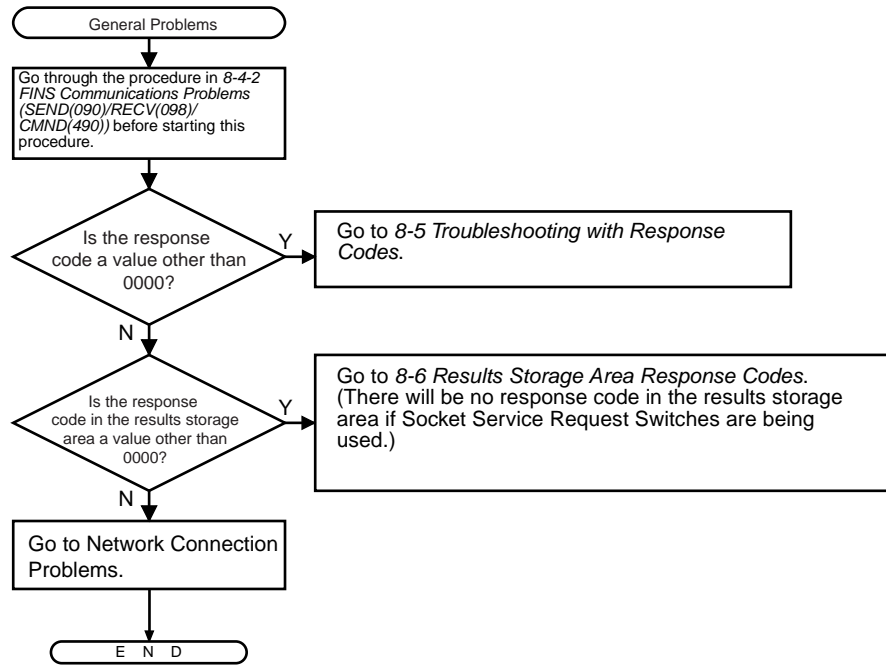 General Problems
Go through the procedure in 8-4-2
FINS Communications Problems
(SEND(090)/RECV(098)/
CMND(490)) before starting this
procedure.
Is the response
code a value other than
0000?
Y
Go to 8-5 Troubleshooting with Response
Codes.
N
Is the response
code in the results storage
area a value other than
0000?
Y
Go to 8-6 Results Storage Area Response Codes.
(There will be no response code in the results storage
area if Socket Service Request Switches are being
used.)
N
Go to Network Connection
Problems.
E N D